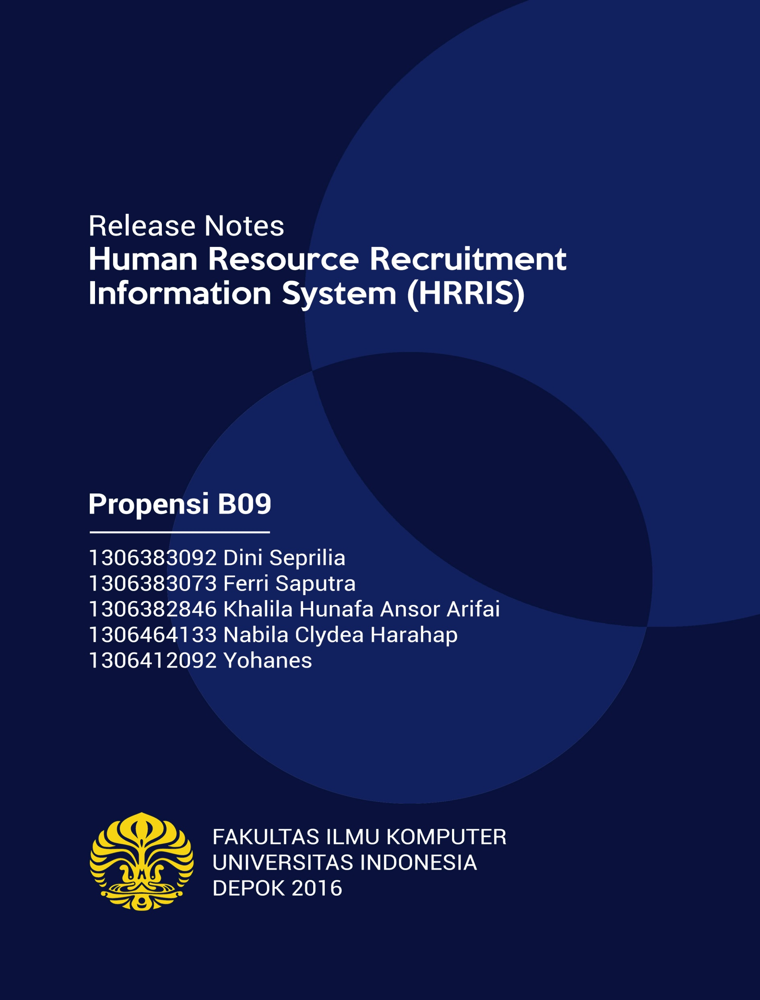 Release Notes
Human Resource Recruitment
Information System (HRRIS)
Propensi B09
1306383092 Dini Seprilia
1306383073 Ferri Saputra
1306382846 Khalila Hunafa Ansor Arifai
1306464133 Nabila Clydea Harahap
1306412092 Yohanes
FAKULTAS ILMU KOMPUTER
UNIVERSITAS INDONESIA
DEPOK 2016